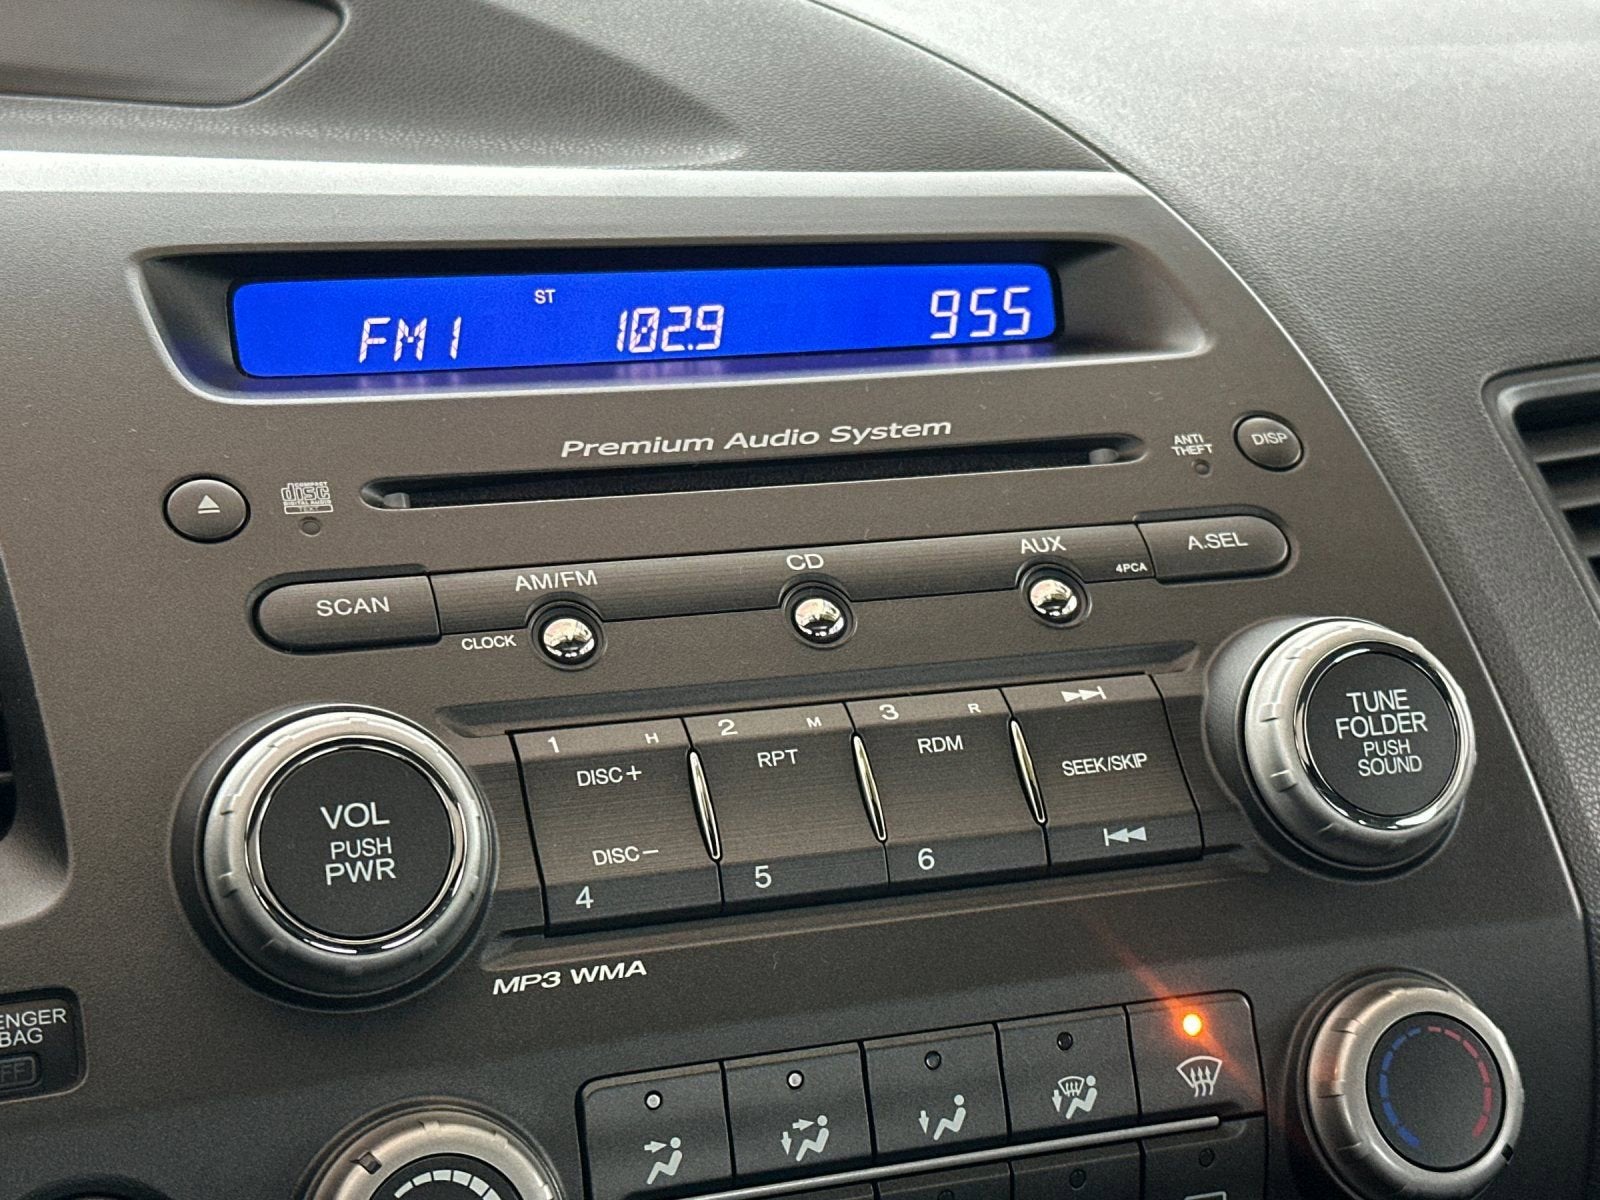 ST
FM1 102.9 955
Premium Audio System
ANTI
THEFT
DISP
COMPACT
disc
DIGITAL AUDIO
TEXT
SCAN
AM/FM
CLOCK
CD
AUX
4PCA
A.SEL
VOL
PUSH
PWR
1 H
DISC+
DISC-
4
2 M
RPT
5
3 R
RDM
6
SEEK/SKIP
TUNE
FOLDER
PUSH
SOUND
MP3 WMA
ENGER
BAG
FF